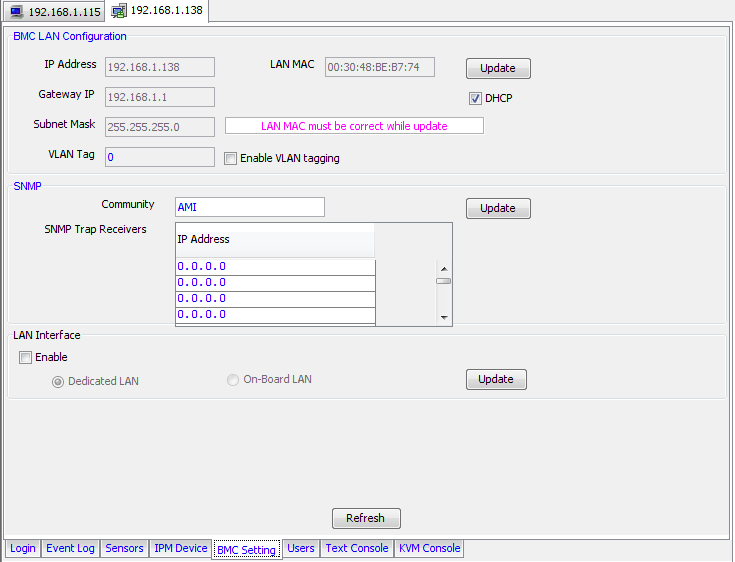 192.168.1.115 192.168.1.138
BMC LAN Configuration
IP Address 192.168.1.138 LAN MAC 00:30:48:BE:B7:74 Update
Gateway IP 192.168.1.1 DHCP
Subnet Mask 255.255.255.0 LAN MAC must be correct while update
VLAN Tag 0 Enable VLAN tagging
SNMP
Community AMI Update
SNMP Trap Receivers
IP Address
0.0.0.0
0.0.0.0
0.0.0.0
0.0.0.0
LAN Interface
Enable
Dedicated LAN On-Board LAN Update
Refresh
Login Event Log Sensors IPM Device BMC Setting Users Text Console KVM Console